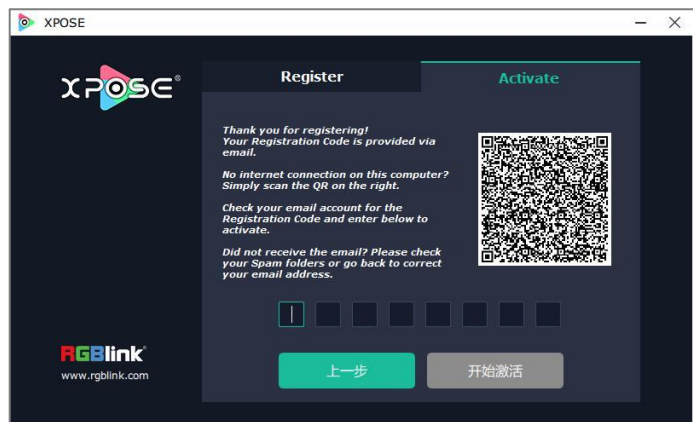 XPOSE
XPOSE®
Register
Activate
Thank you for registering!
Your Registration Code is provided via
email.
No internet connection on this computer?
Simply scan the QR on the right.
Check your email account for the
Registration Code and enter below to
activate.
Did not receive the email? Please check
your Spam folders or go back to correct
your email address.
上一步
开始激活
RGBlink®
www.rgblink.com